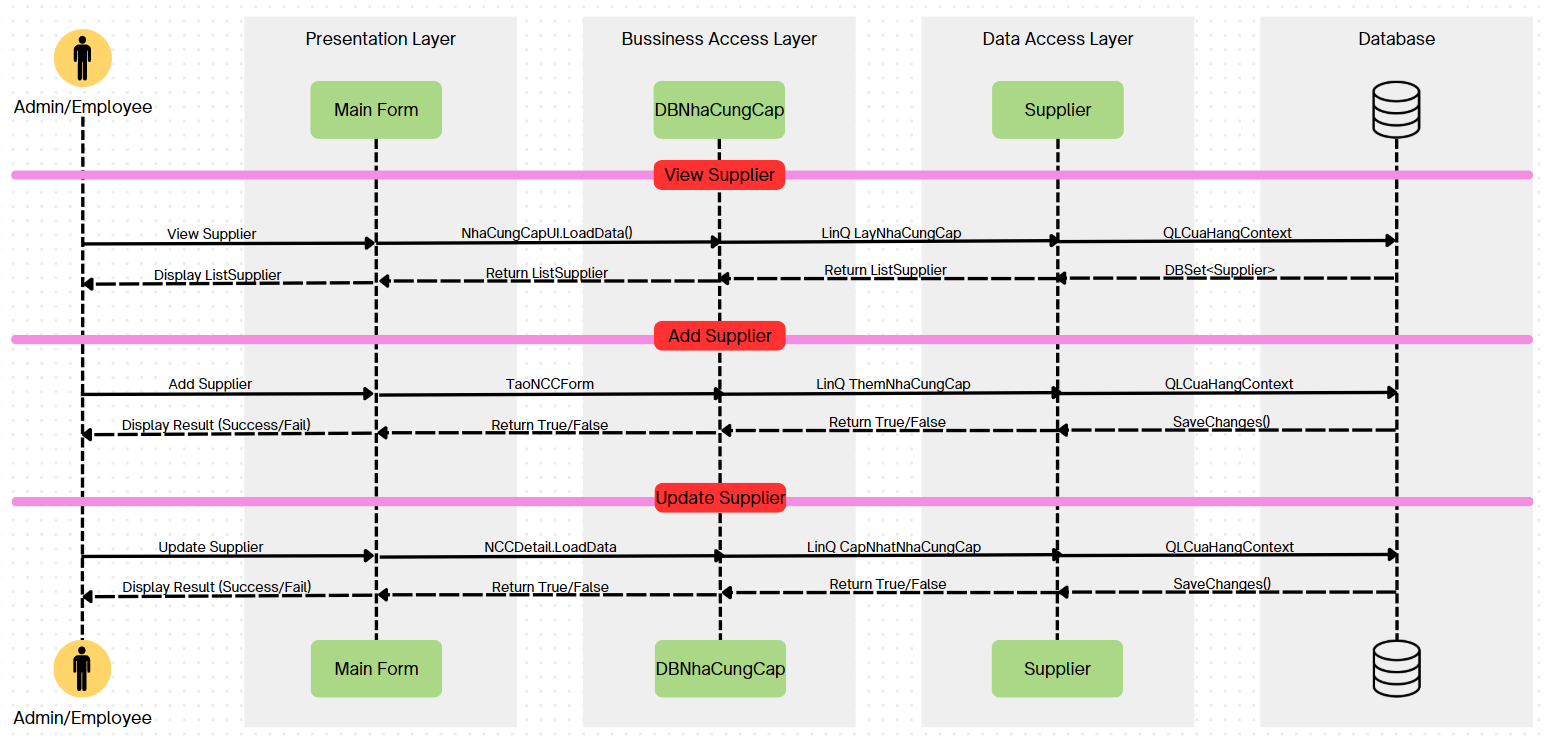 Presentation Layer
Bussiness Access Layer
Data Access Layer
Database
Admin/Employee
Main Form
DBNhaCungCap
Supplier
View Supplier
View Supplier
NhaCungCapUI.LoadData()
LinQ LayNhaCungCap
QLCuaHangContext
Display ListSupplier
Return ListSupplier
Return ListSupplier
DBSet<Supplier>
Add Supplier
Add Supplier
TaoNCCForm
LinQ ThemNhaCungCap
QLCuaHangContext
Display Result (Success/Fail)
Return True/False
Return True/False
SaveChanges()
Update Supplier
Update Supplier
NCCDetail.LoadData
LinQ CapNhatNhaCungCap
QLCuaHangContext
Display Result (Success/Fail)
Return True/False
Return True/False
SaveChanges()
Main Form
DBNhaCungCap
Supplier
Admin/Employee